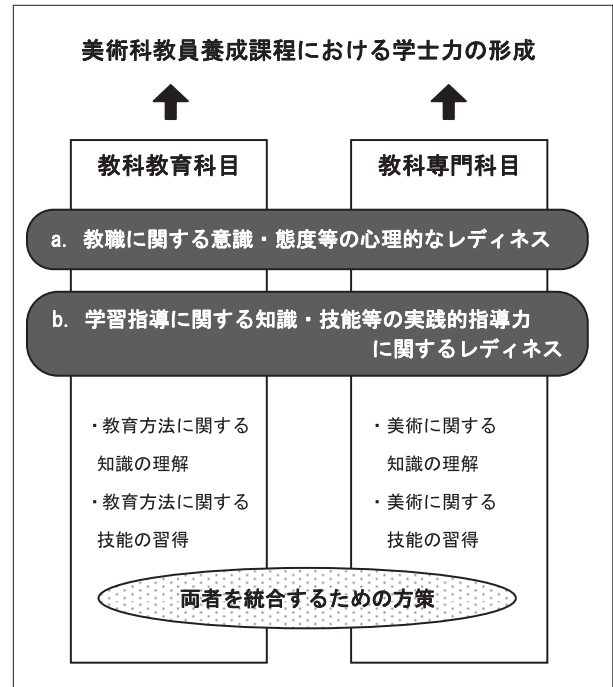 美術科教員養成課程における学士力の形成
教科教育科目
教科専門科目
a. 教職に関する意識・態度等の心理的なレディネス
b. 学習指導に関する知識・技能等の実践的指導力
に関するレディネス
・教育方法に関する
知識の理解
・教育方法に関する
技能の習得
・美術に関する
知識の理解
・美術に関する
技能の習得
両者を統合するための方策